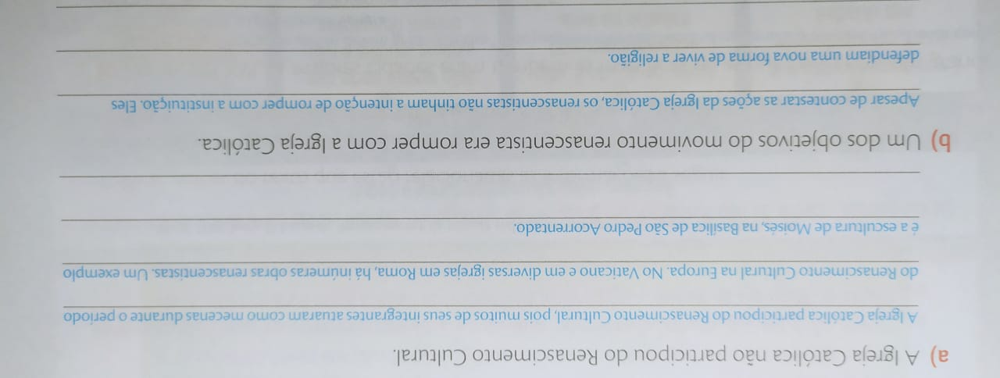 a) A Igreja Católica não participou do Renascimento Cultural.
A Igreja Católica participou do Renascimento Cultural, pois muitos de seus integrantes atuaram como mecenas durante o período
do Renascimento Cultural na Europa. No Vaticano e em diversas igrejas em Roma, há inúmeras obras renascentistas. Um exemplo
é a escultura de Moisés, na Basílica de São Pedro Acorrentado.
b) Um dos objetivos do movimento renascentista era romper com a Igreja Católica.
Apesar de contestar as ações da Igreja Católica, os renascentistas não tinham a intenção de romper com a instituição. Eles
defendiam uma nova forma de viver a religião.